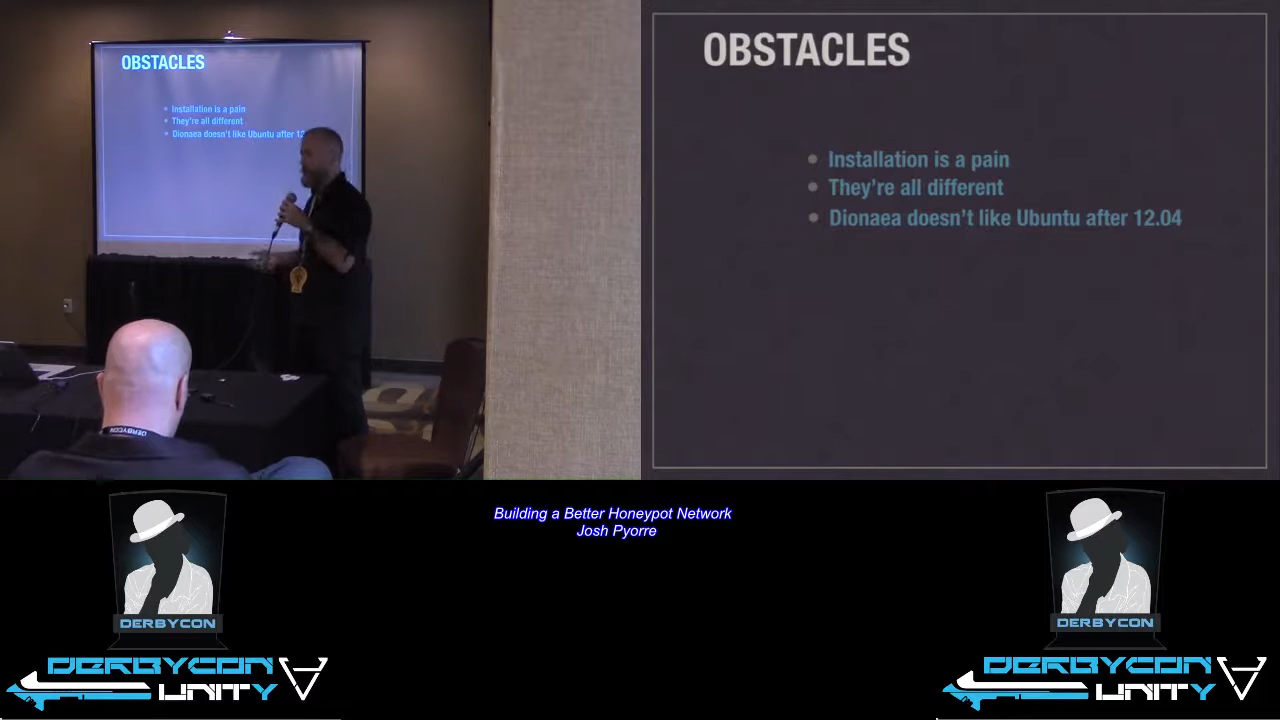 OBSTACLES
Installation is a pain
They're all different
Dionaea doesn't like Ubuntu after 12
DERBYCON
OBSTACLES
Installation is a pain
They're all different
Dionaea doesn't like Ubuntu after 12.04
Building a Better Honeypot Network
Josh Pyorre
DERBYCON
DERBYCON
UNITY
DERBYCON
DERBYCON
UNITY